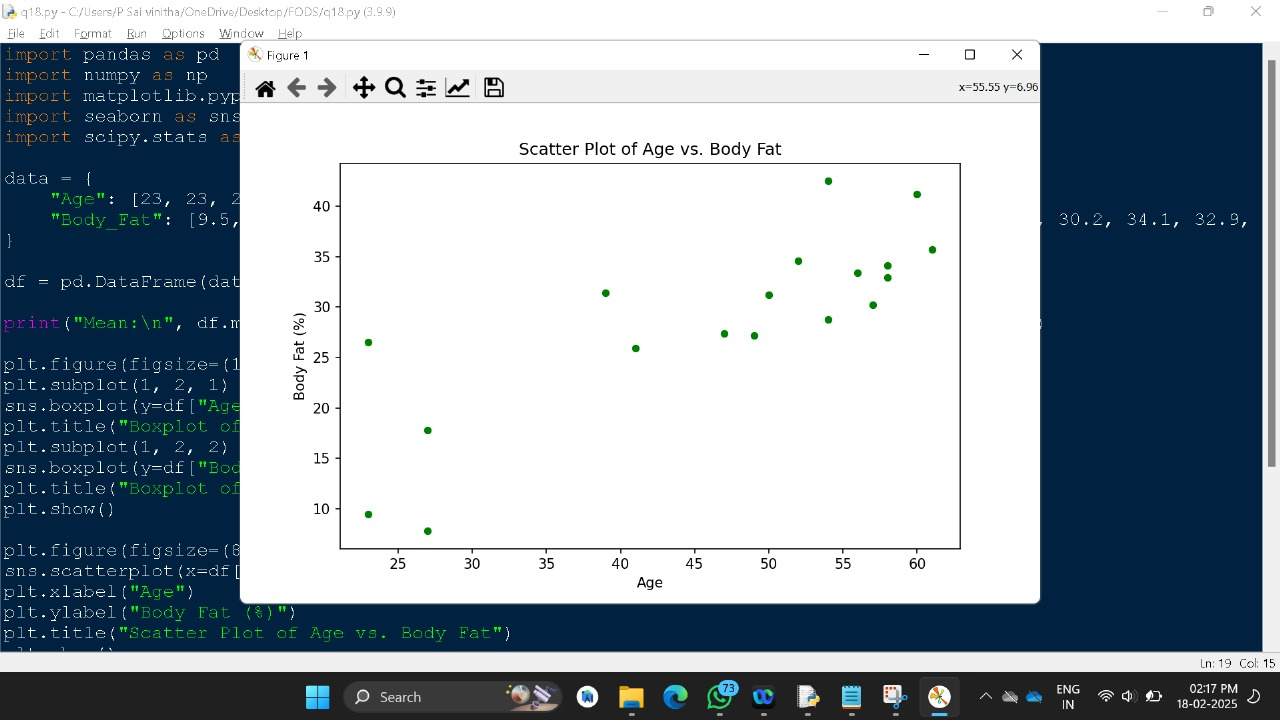 q18.py - C:/Users/P Sai vinitha/OneDrive/Desktop/FODS/q18.py (3.9.9)
File Edit Format Run Options Window Help
import pandas as pd
import numpy as np
import matplotlib.pyp
import seaborn as sns
import scipy.stats as
data = {
"Age": [23, 23, 2
"Body_Fat": [9.5, , 30.2, 34.1, 32.9,
}
df = pd.DataFrame(dat
print("Mean:\n", df.m )
plt.figure(figsize=(1
plt.subplot(1, 2, 1)
sns.boxplot(y=df["Age
plt.title("Boxplot of
plt.subplot(1, 2, 2)
sns.boxplot(y=df["Bod
plt.title("Boxplot of
plt.show()
plt.figure(figsize=(8
sns.scatterplot(x=df[
plt.xlabel("Age")
plt.ylabel("Body Fat (%)")
plt.title("Scatter Plot of Age vs. Body Fat")
Figure 1
x=55.55 y=6.96
Scatter Plot of Age vs. Body Fat
Body Fat (%)
40
35
30
25
20
15
10
25 30 35 40 45 50 55 60
Age
Ln: 19 Col: 15
Search
73
ENG
IN
02:17 PM
18-02-2025